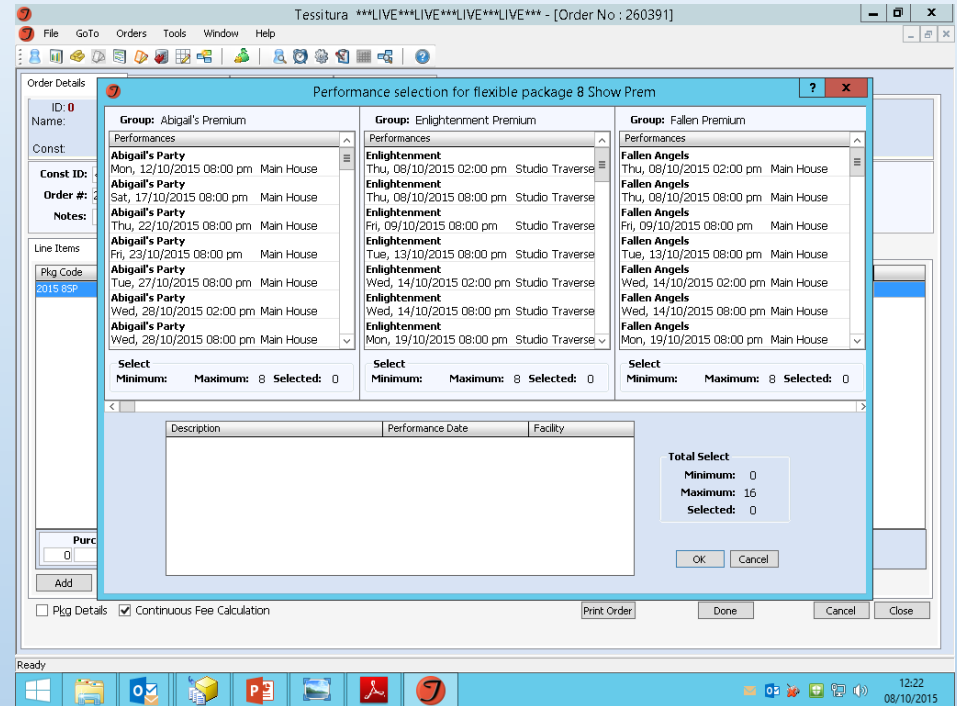 Tessitura ***LIVE***LIVE***LIVE***LIVE*** - [Order No : 260391]
File GoTo Orders Tools Window Help
Order Details
ID: 0
Name:
Const:
Const ID:
Order #: 2
Notes:
Line Items
Pkg Code
2015 8SP
Purc
0
Add
Performance selection for flexible package 8 Show Prem
Group: Abigail's Premium
Performances
Abigail's Party
Mon, 12/10/2015 08:00 pm Main House
Abigail's Party
Sat, 17/10/2015 08:00 pm Main House
Abigail's Party
Thu, 22/10/2015 08:00 pm Main House
Abigail's Party
Fri, 23/10/2015 08:00 pm Main House
Abigail's Party
Tue, 27/10/2015 08:00 pm Main House
Abigail's Party
Wed, 28/10/2015 02:00 pm Main House
Abigail's Party
Wed, 28/10/2015 08:00 pm Main House
Select
Minimum: Maximum: 8 Selected: 0
Group: Enlightenment Premium
Performances
Enlightenment
Thu, 08/10/2015 02:00 pm Studio Traverse
Enlightenment
Thu, 08/10/2015 08:00 pm Studio Traverse
Enlightenment
Fri, 09/10/2015 08:00 pm Studio Traverse
Enlightenment
Tue, 13/10/2015 08:00 pm Studio Traverse
Enlightenment
Wed, 14/10/2015 02:00 pm Studio Traverse
Enlightenment
Wed, 14/10/2015 08:00 pm Studio Traverse
Enlightenment
Mon, 19/10/2015 08:00 pm Studio Traverse
Select
Minimum: Maximum: 8 Selected: 0
Group: Fallen Premium
Performances
Fallen Angels
Thu, 08/10/2015 02:00 pm Main House
Fallen Angels
Thu, 08/10/2015 08:00 pm Main House
Fallen Angels
Fri, 09/10/2015 08:00 pm Main House
Fallen Angels
Tue, 13/10/2015 08:00 pm Main House
Fallen Angels
Wed, 14/10/2015 02:00 pm Main House
Fallen Angels
Wed, 14/10/2015 08:00 pm Main House
Fallen Angels
Mon, 19/10/2015 08:00 pm Main House
Select
Minimum: Maximum: 8 Selected: 0
Description Performance Date Facility
Total Select
Minimum: 0
Maximum: 16
Selected: 0
OK Cancel
Pkg Details Continuous Fee Calculation Print Order Done Cancel Close
Ready
12:22
08/10/2015